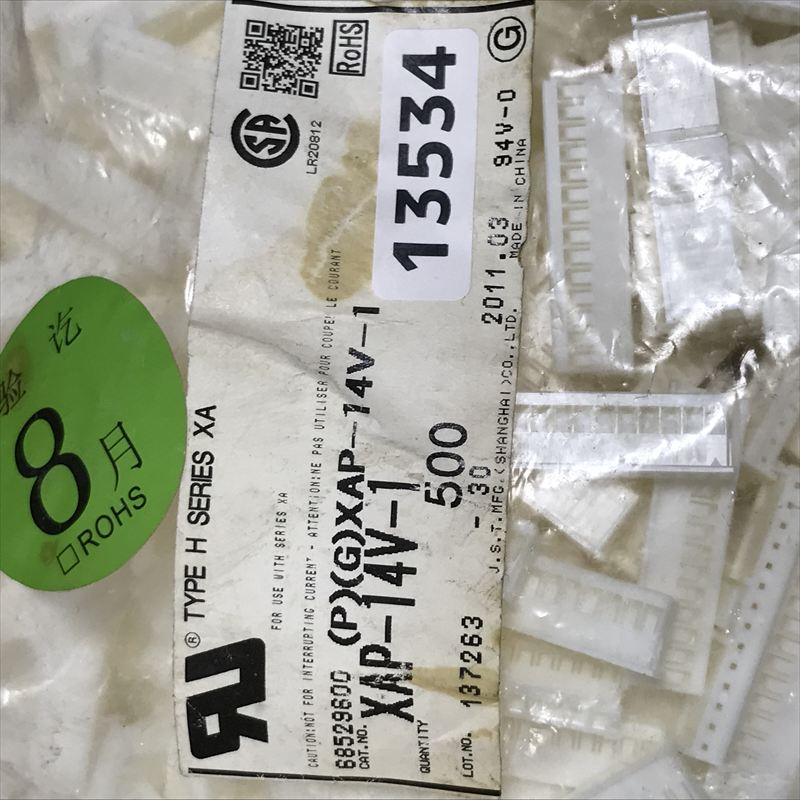 TYPE H SERIES XA
FOR USE WITH SERIES XA
CAUTION:NOT FOR INTERRUPTING CURRENT - ATTENTION:NE PAS UTILISER POUR COUPER LE COURANT
68529600 (P)(G)XAP-14V-1
CAT.NO. XAP-14V-1
QUANTITY 500
-30
LOT.NO. 137263
J.S.T.MFG.(SHANGHAI)CO.,LTD.
2011.03
MADE IN CHINA
94V-0
G
LR20812
RoHS
13534
验讫
8月
□ROHS